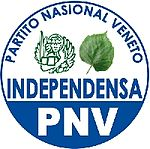 PARTITO NASIONAL VENETO
INDEPENDENSA
PNV